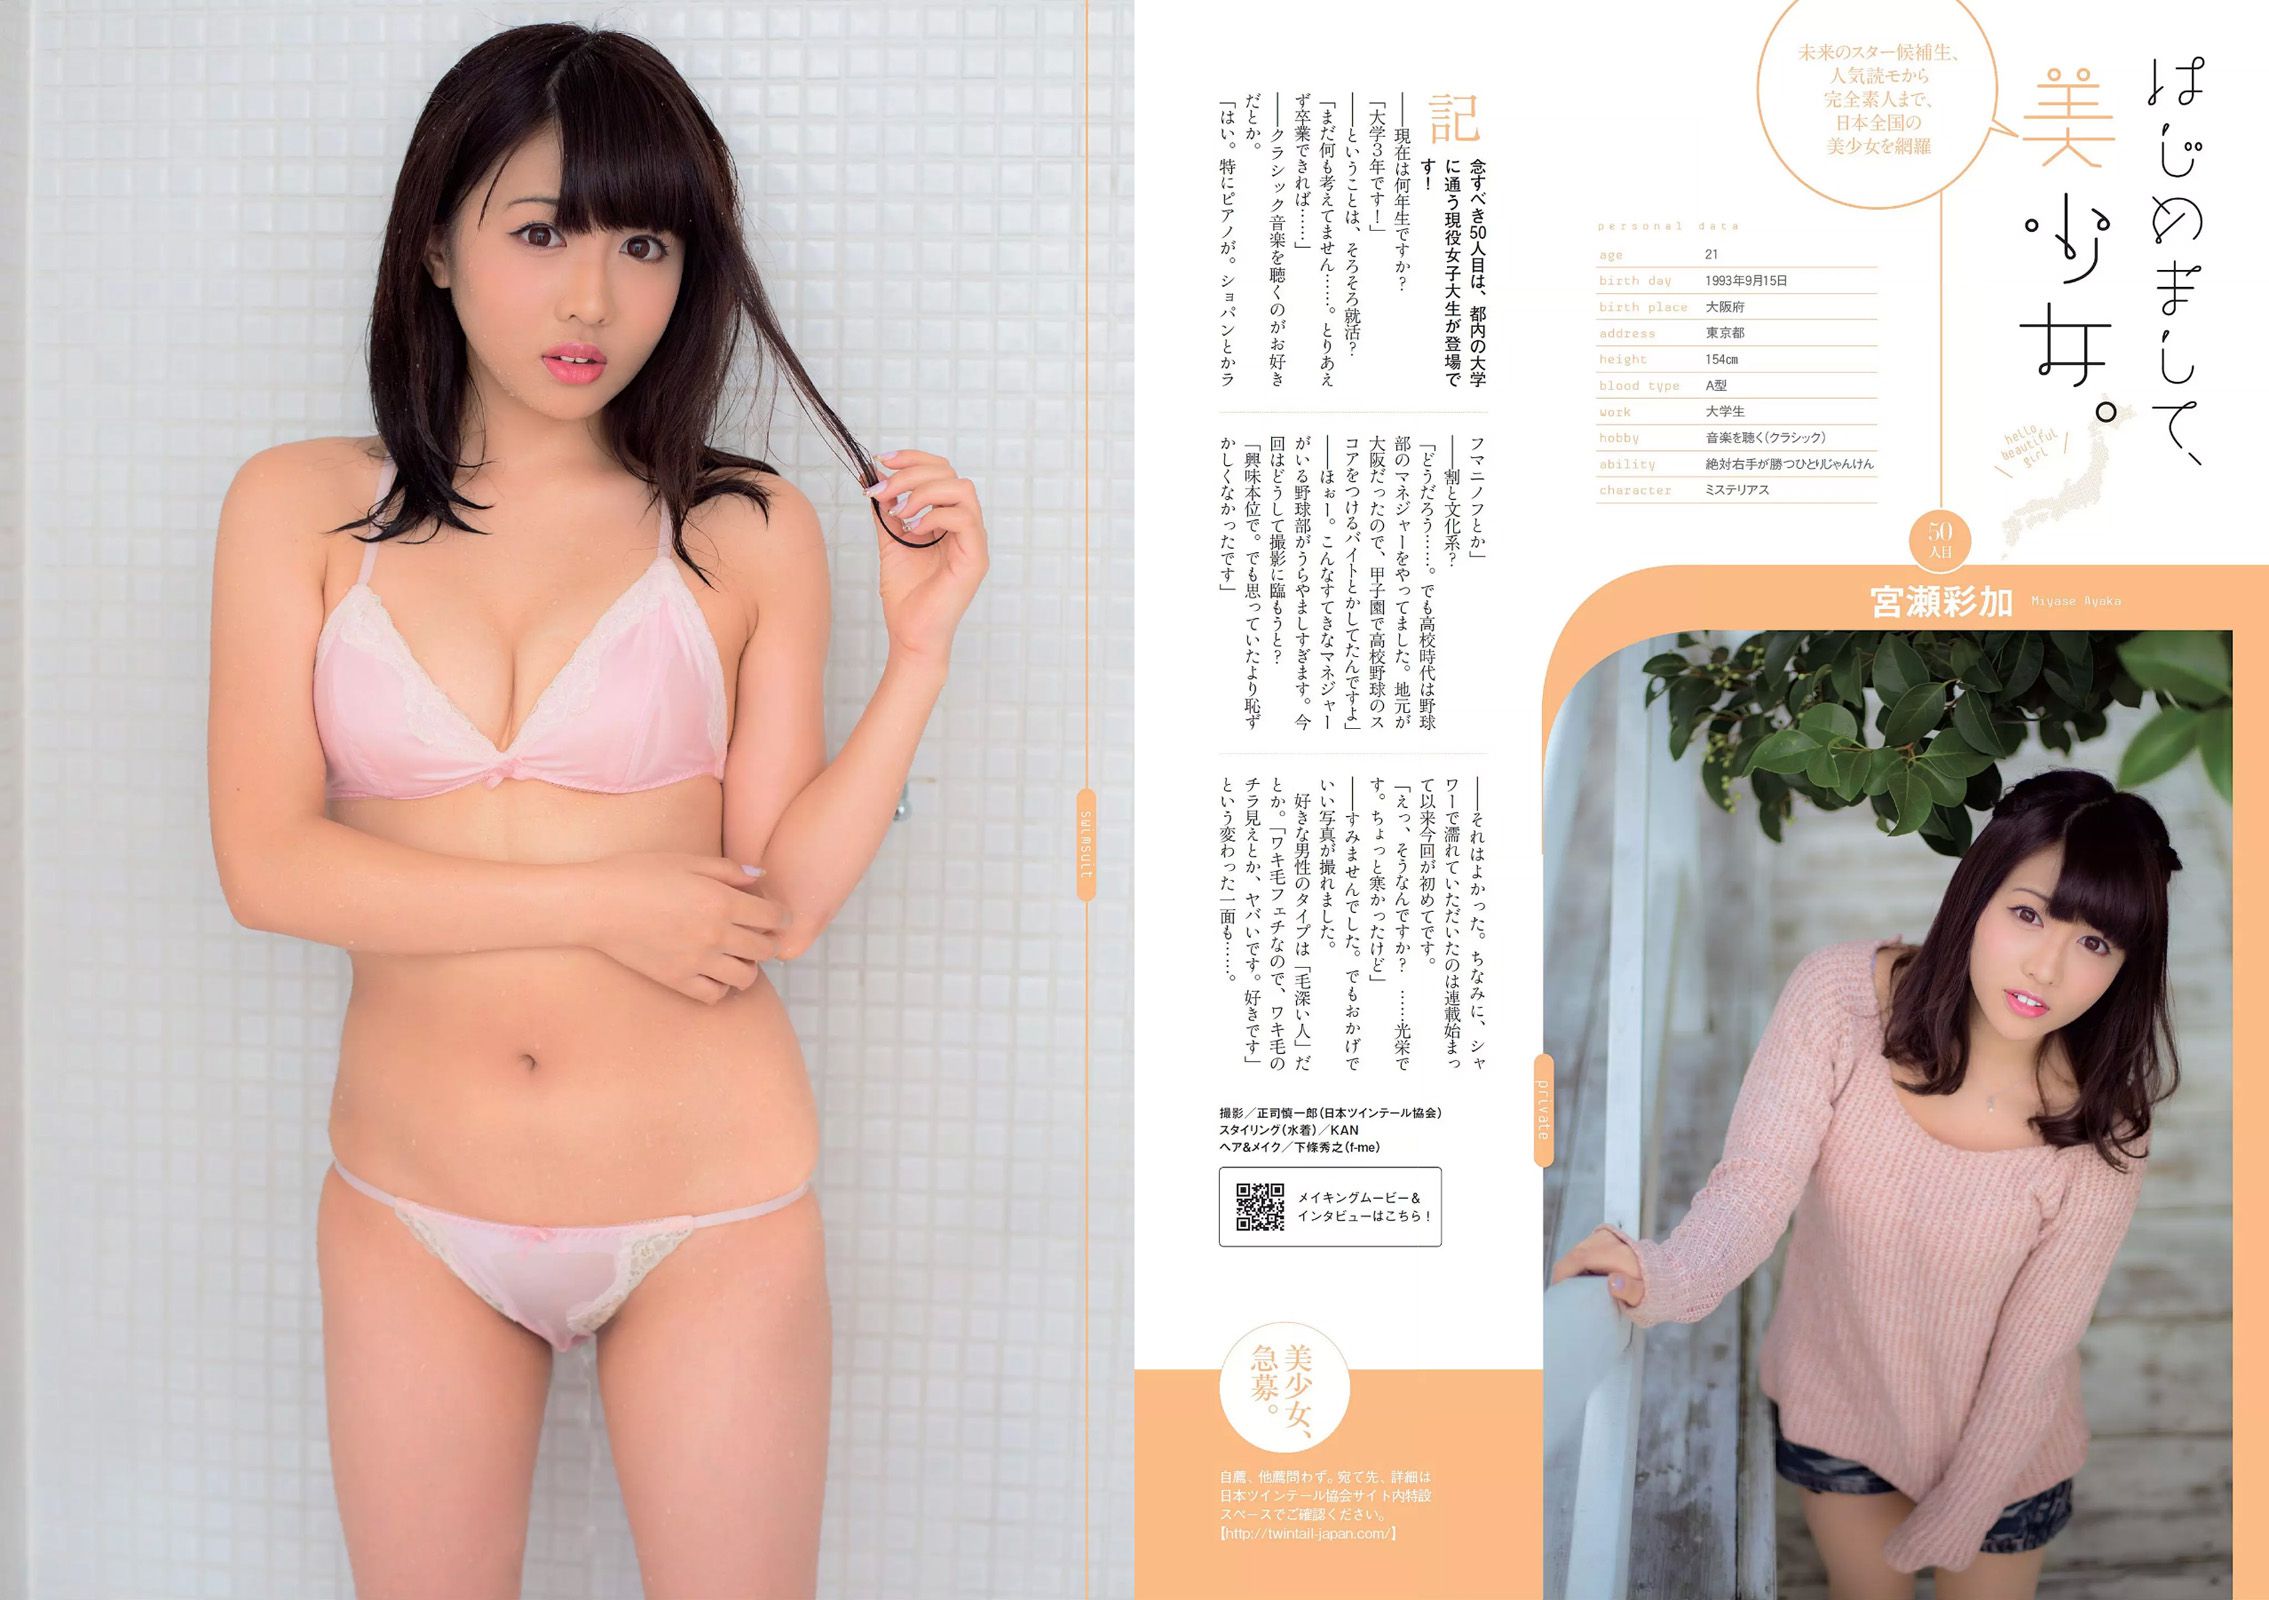 はじめまして、
美少女。
hello
beautiful
girl
未来のスター候補生、
人気読モから
完全素人まで、
日本全国の
美少女を網羅
personal data
age 21
birth day 1993年9月15日
birth place 大阪府
address 東京都
height 154㎝
blood type A型
work 大学生
hobby 音楽を聴く(クラシック)
ability 絶対右手が勝つひとりじゃんけん
character ミステリアス
50
人目
宮瀬彩加 Miyase Ayaka
private
記念すべき50人目は、都内の大学
に通う現役女子大生が登場で
す！
――現在は何年生ですか？
「大学3年です！」
――ということは、そろそろ就活？
「まだ何も考えてません……。とりあえ
ず卒業できれば……」
――クラシック音楽を聴くのがお好き
だとか。
「はい。特にピアノが。ショパンとかラ
フマニノフとか」
――割と文化系？
「どうだろう……。でも高校時代は野球
部のマネジャーをやってました。地元が
大阪だったので、甲子園で高校野球のス
コアをつけるバイトとかしてたんですよ」
――ほぉー。こんなすてきなマネジャー
がいる野球部がうらやましすぎます。今
回はどうして撮影に臨もうと？
「興味本位で。でも思っていたより恥ず
かしくなかったです」
――それはよかった。ちなみに、シャ
ワーで濡れていただいたのは連載始まっ
て以来今回が初めてです。
「えっ、そうなんですか？ ……光栄で
す。ちょっと寒かったけど」
――すみませんでした。でもおかげで
いい写真が撮れました。
好きな男性のタイプは「毛深い人」だ
とか。「ワキ毛フェチなので、ワキ毛の
チラ見えとか、ヤバいです。好きです」
という変わった一面も……。
撮影／正司慎一郎(日本ツインテール協会)
スタイリング(水着)／KAN
ヘア&メイク／下條秀之(f-me)
メイキングムービー＆
インタビューはこちら！
美少女、
急募。
自薦、他薦問わず。宛て先、詳細は
日本ツインテール協会サイト内特設
スペースでご確認ください。
【http://twintail-japan.com/】
swimsuit